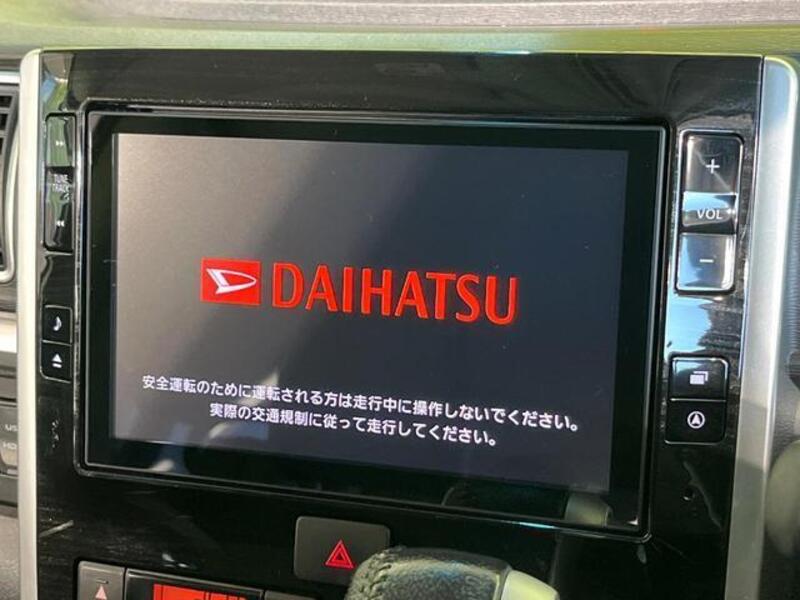 TUNE
TRACK
VOL
DAIHATSU
安全運転のために運転される方は走行中に操作しないでください。
実際の交通規制に従って走行してください。
HD